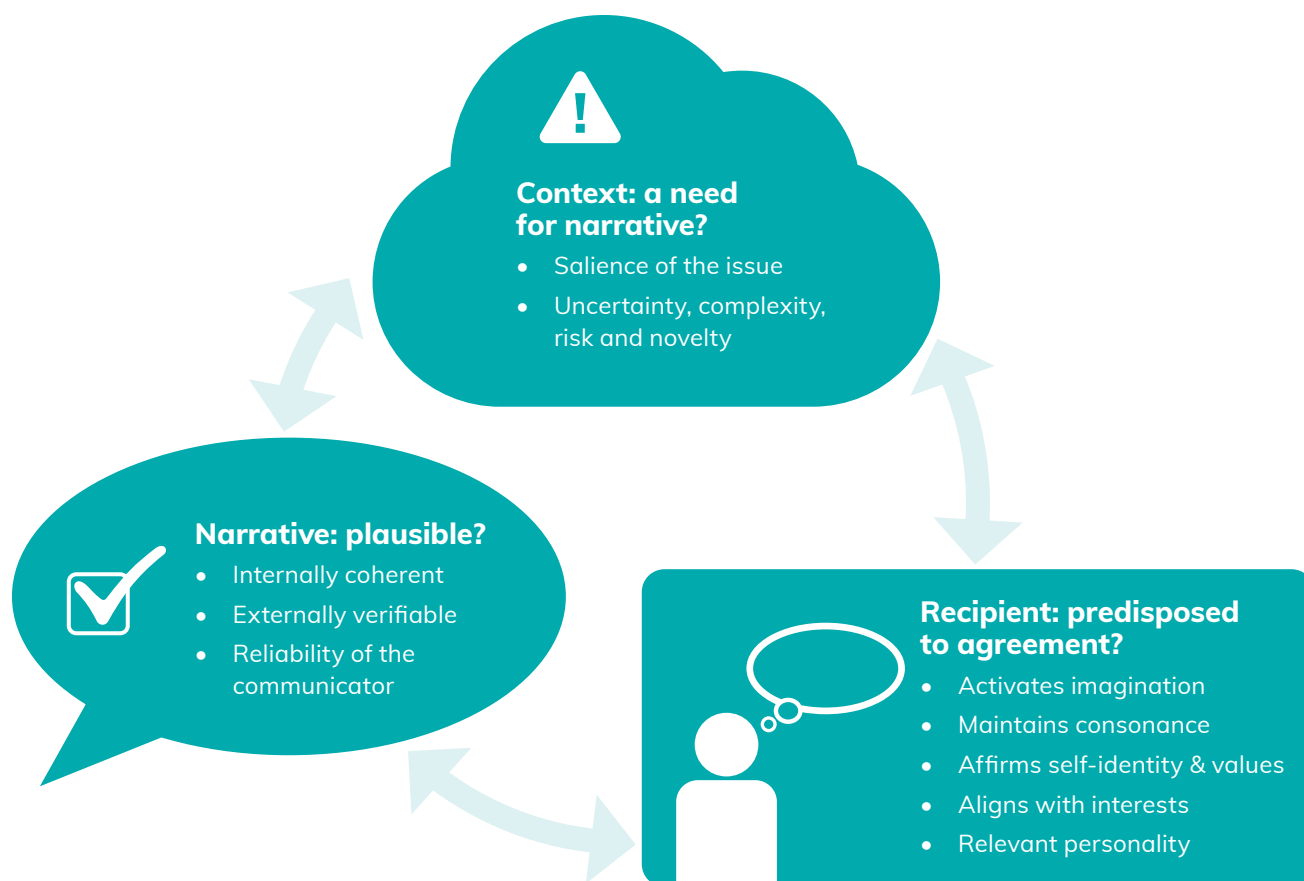 !
Context: a need
for narrative?
• Salience of the issue
• Uncertainty, complexity,
risk and novelty
Narrative: plausible?
• Internally coherent
• Externally verifiable
• Reliability of the
communicator
Recipient: predisposed
to agreement?
• Activates imagination
• Maintains consonance
• Affirms self-identity & values
• Aligns with interests
• Relevant personality